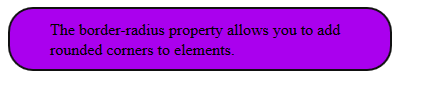 The border-radius property allows you to add
rounded corners to elements.